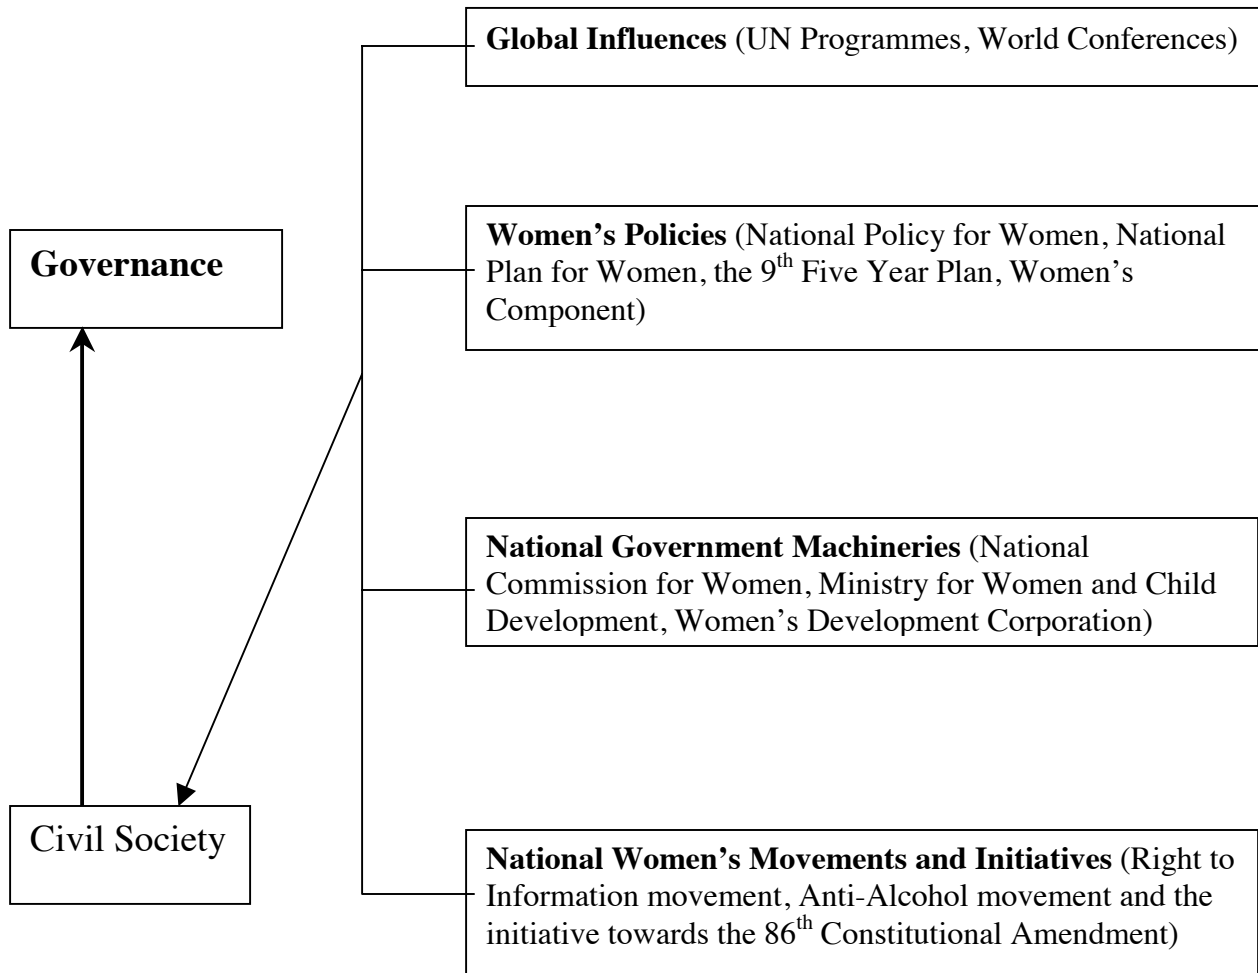 Global Influences (UN Programmes, World Conferences)
Women’s Policies (National Policy for Women, National
Plan for Women, the 9th Five Year Plan, Women’s
Component)
Governance
National Government Machineries (National
Commission for Women, Ministry for Women and Child
Development, Women’s Development Corporation)
Civil Society
National Women’s Movements and Initiatives (Right to
Information movement, Anti-Alcohol movement and the
initiative towards the 86th Constitutional Amendment)